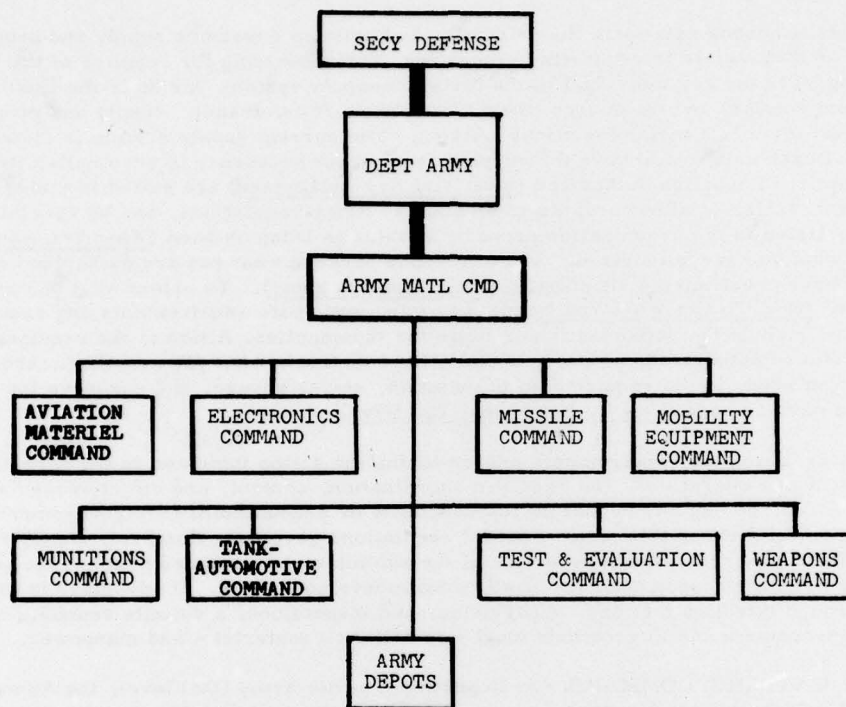 SECY DEFENSE
DEPT ARMY
ARMY MATL CMD
AVIATION
MATERIEL
COMMAND
ELECTRONICS
COMMAND
MISSILE
COMMAND
MOBILITY
EQUIPMENT
COMMAND
MUNITIONS
COMMAND
TANK-
AUTOMOTIVE
COMMAND
TEST & EVALUATION
COMMAND
WEAPONS
COMMAND
ARMY
DEPOTS